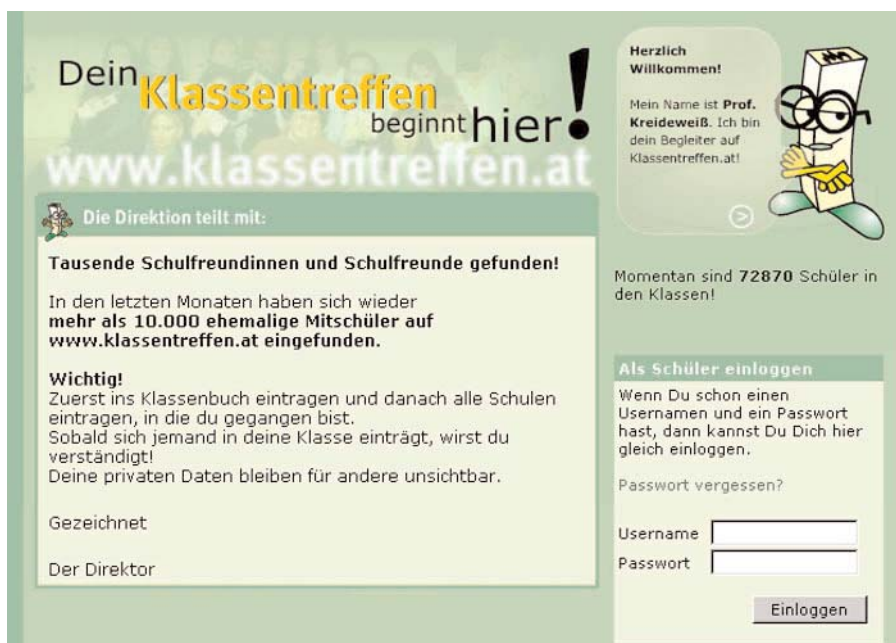 Dein
Klassentreffen
beginnt hier!
www.klassentreffen.at
Herzlich
Willkommen!
Mein Name ist Prof.
Kreideweiß. Ich bin
dein Begleiter auf
Klassentreffen.at!
Die Direktion teilt mit:
Tausende Schulfreundinnen und Schulfreunde gefunden!
In den letzten Monaten haben sich wieder
mehr als 10.000 ehemalige Mitschüler auf
www.klassentreffen.at eingefunden.
Wichtig!
Zuerst ins Klassenbuch eintragen und danach alle Schulen
eintragen, in die du gegangen bist.
Sobald sich jemand in deine Klasse einträgt, wirst du
verständigt!
Deine privaten Daten bleiben für andere unsichtbar.
Gezeichnet
Der Direktor
Momentan sind 72870 Schüler in
den Klassen!
Als Schüler einloggen
Wenn Du schon einen
Usernamen und ein Passwort
hast, dann kannst Du Dich hier
gleich einloggen.
Passwort vergessen?
Username
Passwort
Einloggen